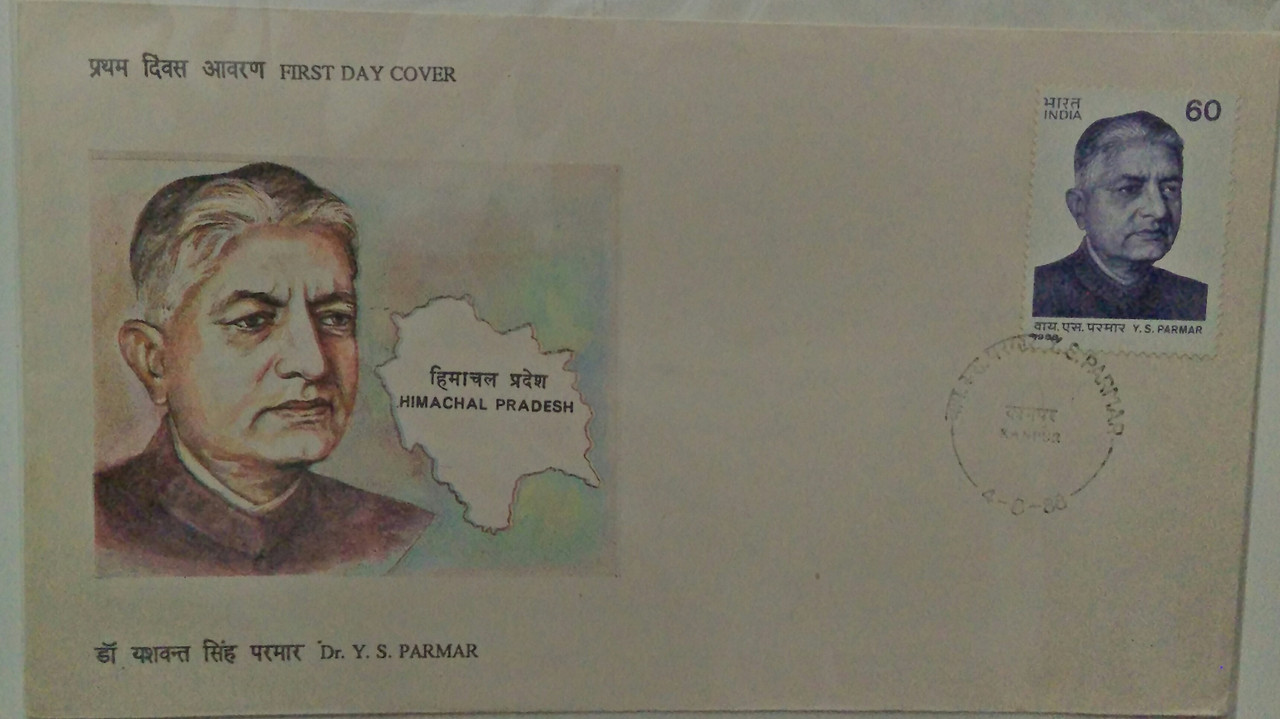 प्रथम दिवस आवरण FIRST DAY COVER
भारत
INDIA
60
वाय. एस. परमार Y. S. PARMAR
हिमाचल प्रदेश
HIMACHAL PRADESH
Y.S. PARMAR
डॉ यशवन्त सिंह परमार Dr. Y. S. PARMAR